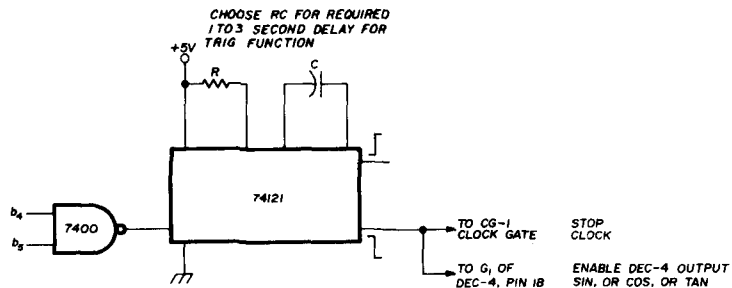 CHOOSE RC FOR REQUIRED
1 TO 3 SECOND DELAY FOR
TRIG FUNCTION
+5V
R
C
74121
b4
b5
7400
TO CG-1
CLOCK GATE
STOP
CLOCK
TO G1 OF
DEC-4, PIN 18
ENABLE DEC-4 OUTPUT
SIN, OR COS, OR TAN